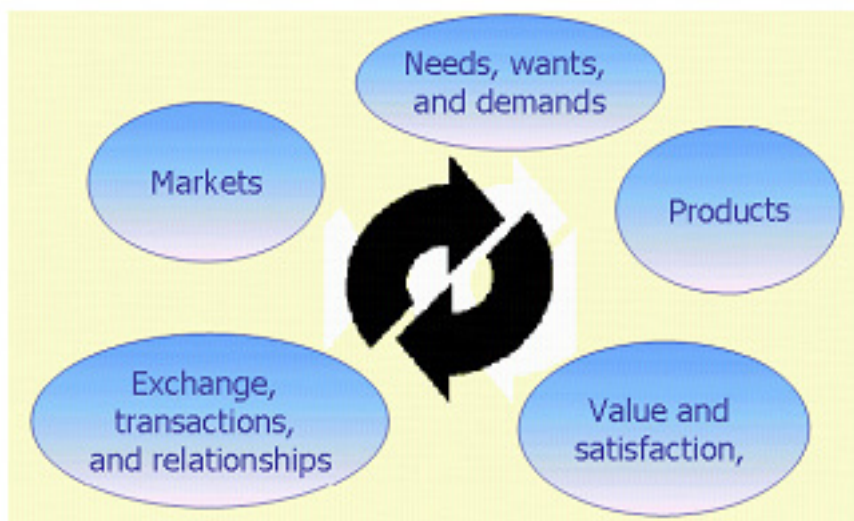 Needs, wants,
and demands
Markets
Products
Exchange,
transactions,
and relationships
Value and
satisfaction,